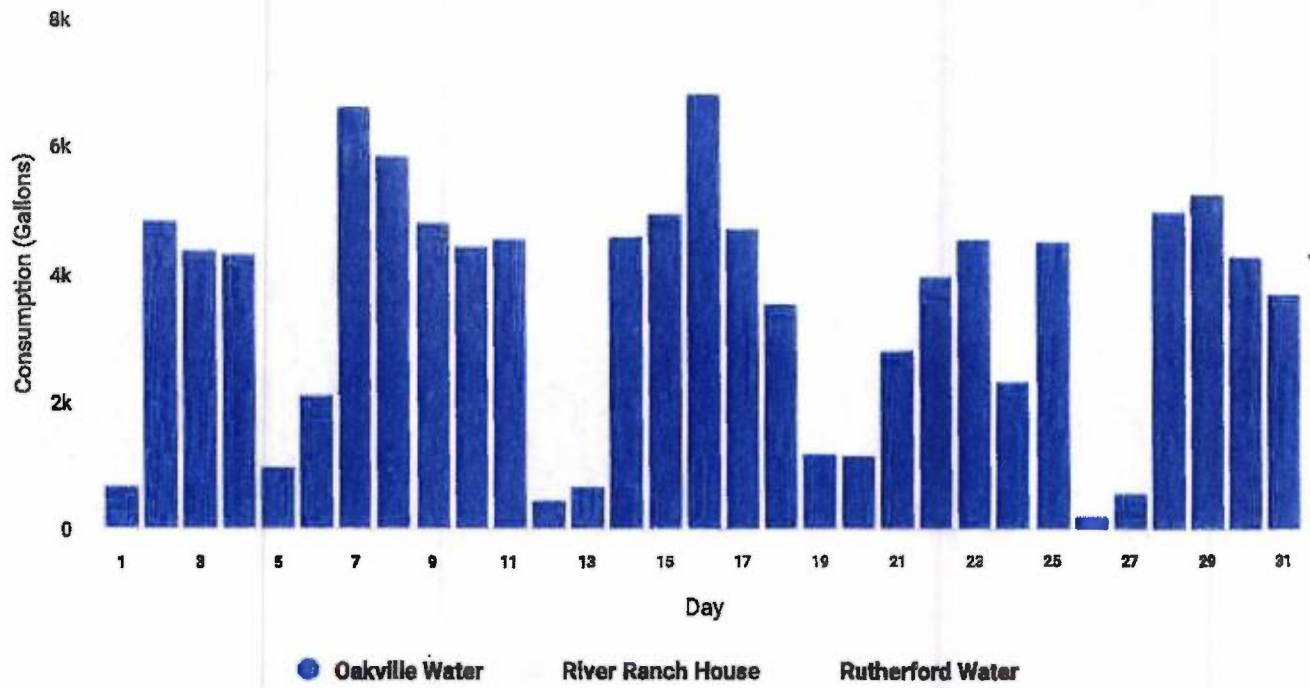 8k
6k
4k
2k
0
Consumption (Gallons)
1 3 5 7 9 11 13 15 17 19 21 23 25 27 29 31
Day
Oakville Water River Ranch House Rutherford Water